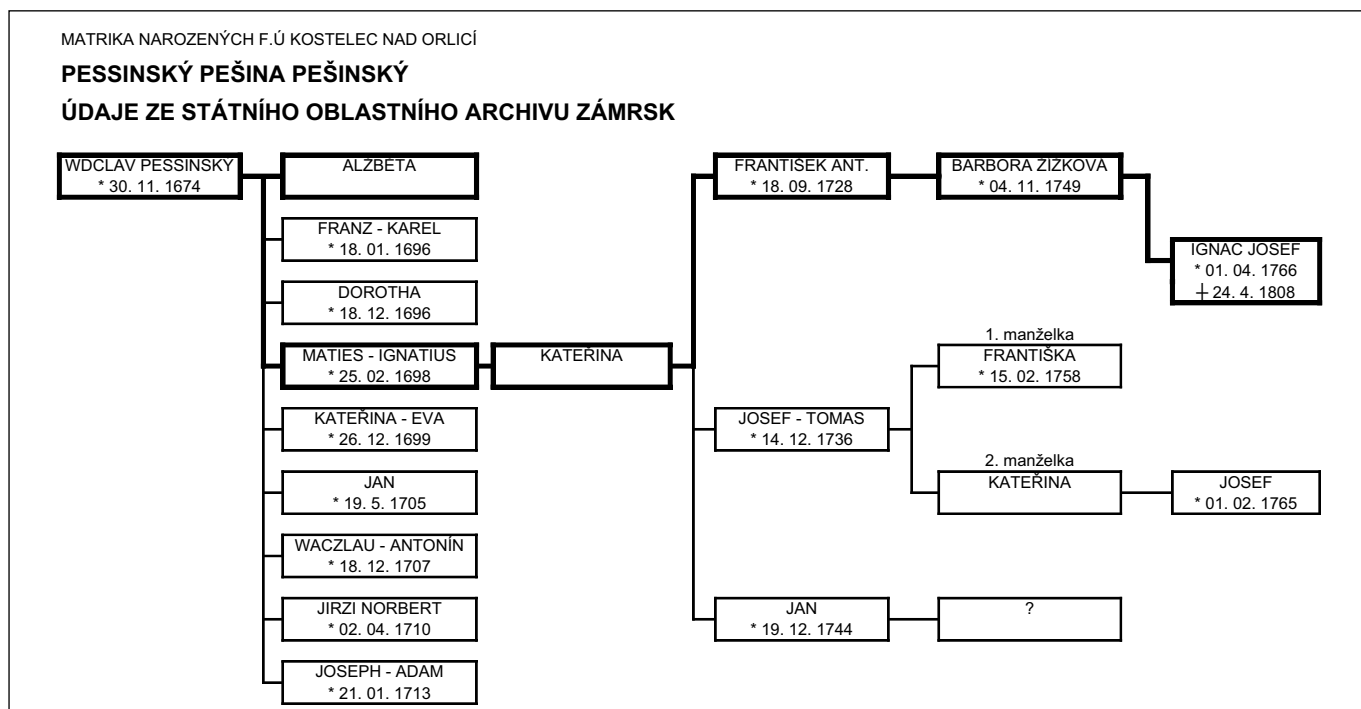 MATRIKA NAROZENÝCH F.Ú KOSTELEC NAD ORLICÍ
PESSINSKÝ PEŠINA PEŠINSKÝ
ÚDAJE ZE STÁTNÍHO OBLASTNÍHO ARCHIVU ZÁMRSK
WDCLAV PESSINSKÝ
* 30. 11. 1674
ALŽBĚTA
FRANZ - KAREL
* 18. 01. 1696
DOROTHA
* 18. 12. 1696
MATIES - IGNATIUS
* 25. 02. 1698
KATEŘINA - EVA
* 26. 12. 1699
JAN
* 19. 5. 1705
WACZLAU - ANTONÍN
* 18. 12. 1707
JIRZI NORBERT
* 02. 04. 1710
JOSEPH - ADAM
* 21. 01. 1713
KATEŘINA
FRANTIŠEK ANT.
* 18. 09. 1728
JOSEF - TOMAS
* 14. 12. 1736
JAN
* 19. 12. 1744
BARBORA ŽIŽKOVÁ
* 04. 11. 1749
1. manželka
FRANTIŠKA
* 15. 02. 1758
2. manželka
KATEŘINA
?
IGNÁC JOSEF
* 01. 04. 1766
┼ 24. 4. 1808
JOSEF
* 01. 02. 1765